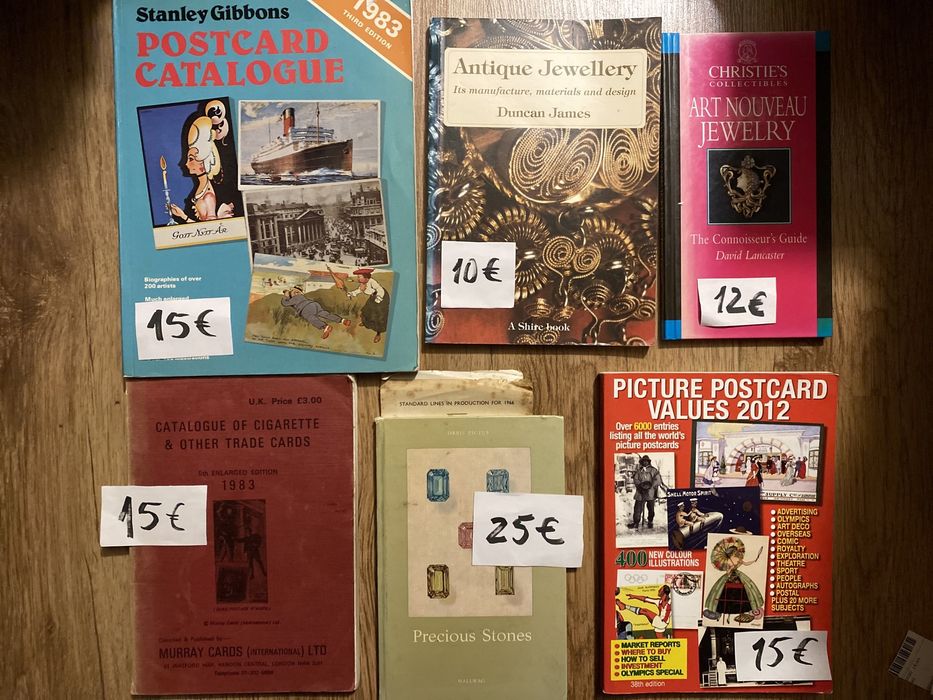 Stanley Gibbons
POSTCARD
CATALOGUE
1983
THIRD EDITION
GOTT NYTT ÅR
Biographies of over
200 artists
Much enlarged
15€
Antique Jewellery
Its manufacture, materials and design
Duncan James
10€
A Shire book
CHRISTIE'S
COLLECTIBLES
ART NOUVEAU
JEWELRY
The Connoisseur's Guide
David Lancaster
12€
U.K. Price £3.00
CATALOGUE OF CIGARETTE
& OTHER TRADE CARDS
ENLARGED EDITION
1983
15€
Compiled & Published by
MURRAY CARDS (INTERNATIONAL) LTD
STANDARD LINES IN PRODUCTION FOR 1966
ORBIS PICTUS
25€
Precious Stones
HALLWAG
PICTURE POSTCARD
VALUES 2012
Over 6000 entries
listing all the world's
picture postcards
SHELL MOTOR SPIRIT
400 NEW COLOUR
ILLUSTRATIONS
ADVERTISING
OLYMPICS
ART DECO
OVERSEAS
COMIC
ROYALTY
EXPLORATION
THEATRE
SPORT
PEOPLE
AUTOGRAPHS
POSTAL
PLUS 20 MORE
SUBJECTS
MARKET REPORTS
WHERE TO BUY
HOW TO SELL
INVESTMENT
OLYMPICS SPECIAL
38th edition
15€